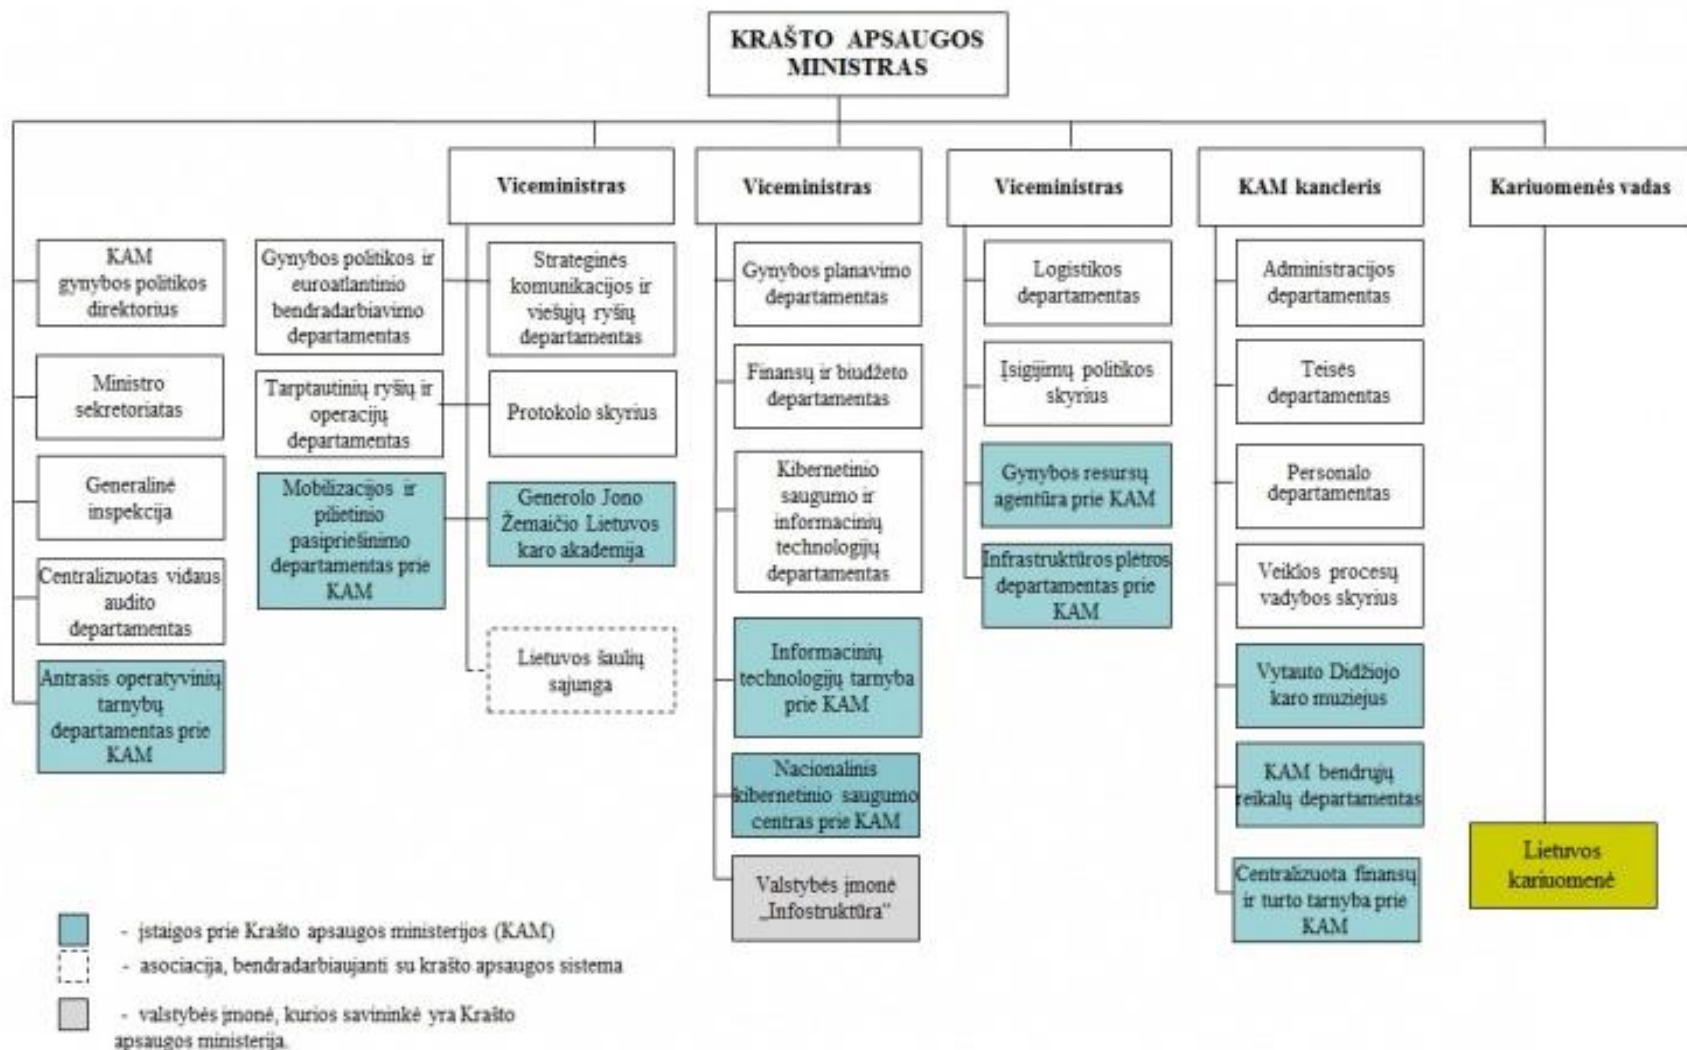 KRAŠTO APSAUGOS
MINISTRAS
Viceministras
Viceministras
Viceministras
KAM kancleris
Kariuomenės vadas
KAM
gynybos politikos
direktorius
Ministro
sekretoriatas
Generalinė
inspekcija
Centralizuotas vidaus
audito
departamentas
Antrasis operatyvinių
tarnybų
departamentas prie
KAM
Gynybos politikos ir
euroatlantinio
bendradarbiavimo
departamentas
Tarptautinių ryšių ir
operacijų
departamentas
Mobilizacijos ir
pilietinio
pasipriešinimo
departamentas prie
KAM
Strateginės
komunikacijos ir
viešųjų ryšių
departamentas
Protokolo skyrius
Generolo Jono
Žemaičio Lietuvos
karo akademija
Lietuvos šaulių
sąjunga
Gynybos planavimo
departamentas
Finansų ir biudžeto
departamentas
Kibernetinio
saugumo ir
informacinių
technologijų
departamentas
Informacinių
technologijų tarnyba
prie KAM
Nacionalinis
kibernetinio saugumo
centras prie KAM
Valstybės įmonė
„Infostruktūra“
Logistikos
departamentas
Įsigijimų politikos
skyrius
Gynybos resursų
agentūra prie KAM
Infrastruktūros plėtros
departamentas prie
KAM
Administracijos
departamentas
Teisės
departamentas
Personalo
departamentas
Veiklos procesų
vadybos skyrius
Vytauto Didžiojo
karo muziejus
KAM bendrųjų
reikalų departamentas
Centralizuota finansų
ir turto tarnyba prie
KAM
Lietuvos
kariuomenė
- įstaigos prie Krašto apsaugos ministerijos (KAM)
- asociacija, bendradarbiaujanti su krašto apsaugos sistema
- valstybės įmonė, kurios savininkė yra Krašto
apsaugos ministerija.